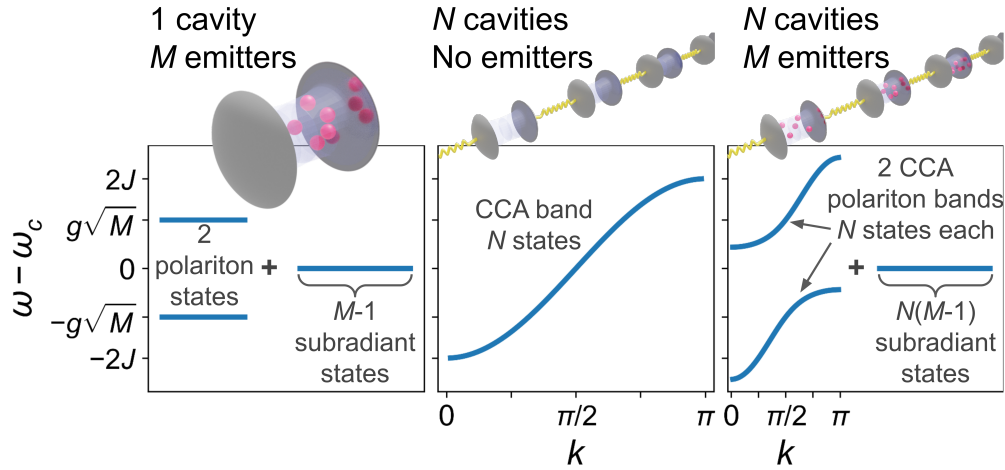 1 cavity
M emitters
N cavities
No emitters
N cavities
M emitters
ω − ω_c
2J
g√M
0
−g√M
−2J
2
polariton
states
+
M-1
subradiant
states
CCA band
N states
0
π/2
π
k
2 CCA
polariton bands
N states each
+
N(M-1)
subradiant
states
0
π/2
π
k